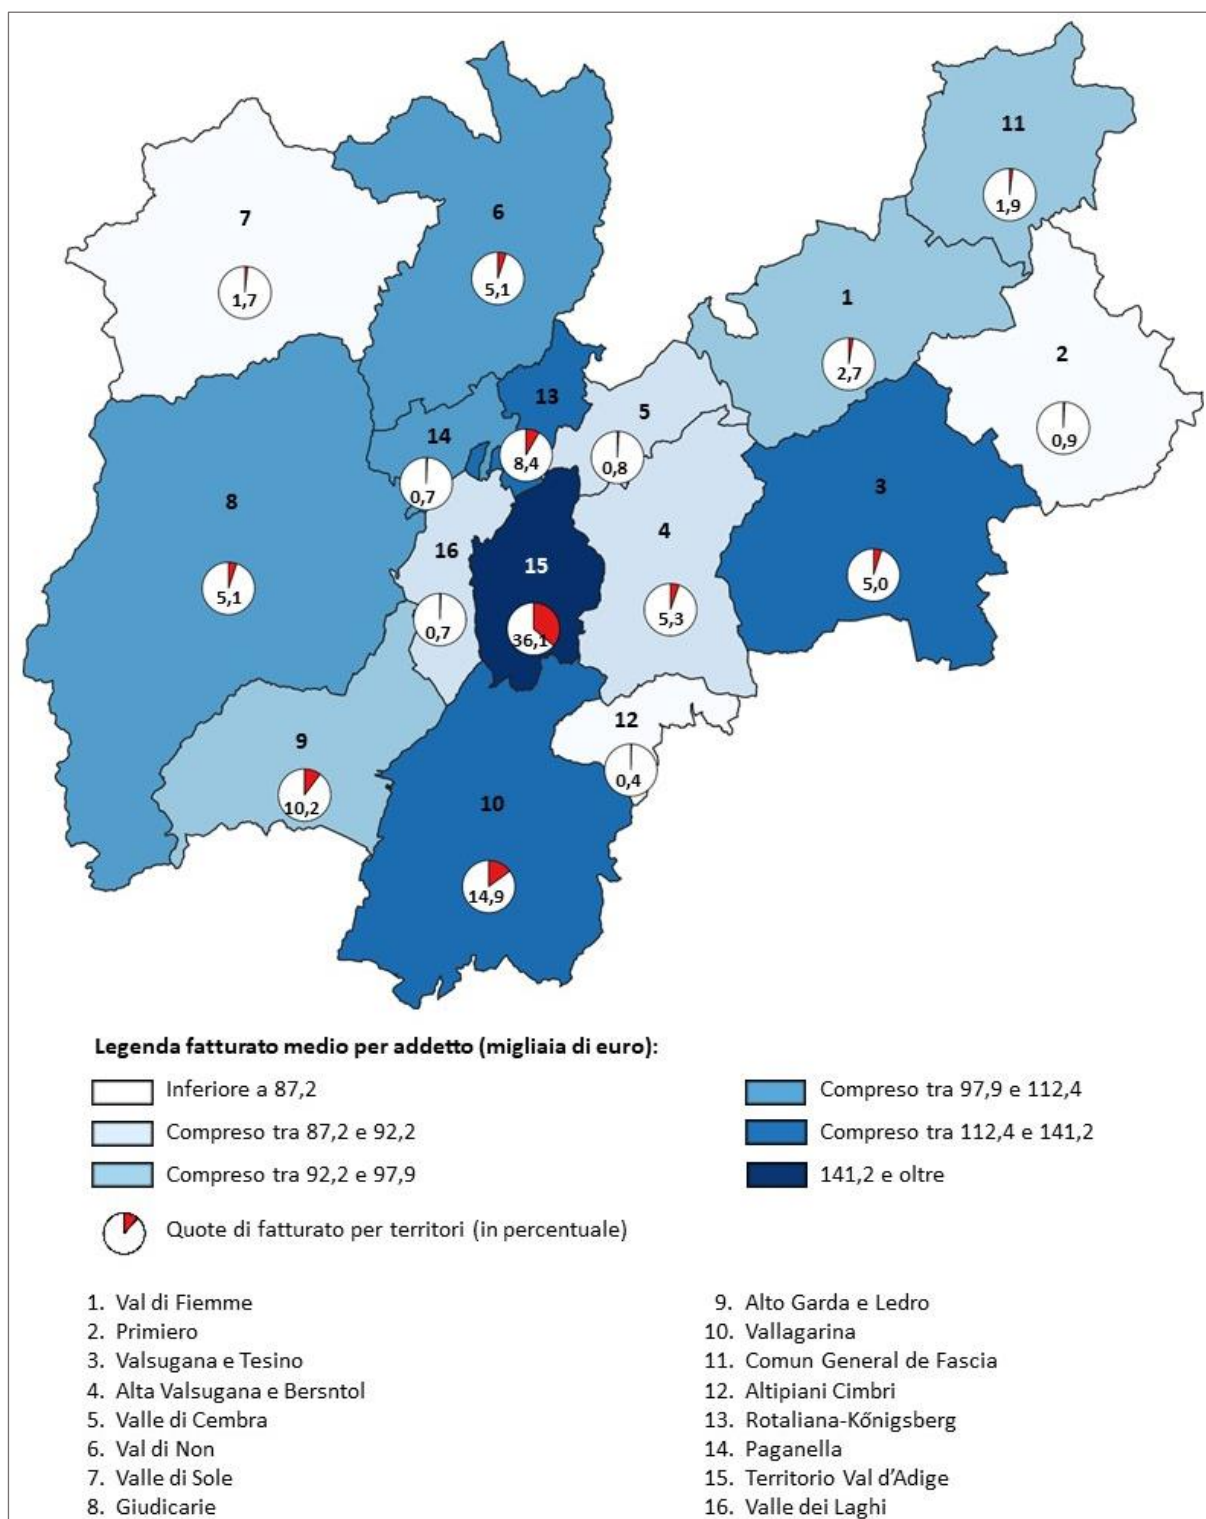 11
1,9
7
1,7
6
5,1
1
2,7
2
0,9
13
8,4
5
0,8
14
0,7
8
5,1
3
5,0
4
5,3
16
0,7
15
36,1
12
0,4
9
10,2
10
14,9
Legenda fatturato medio per addetto (migliaia di euro):
Inferiore a 87,2
Compreso tra 87,2 e 92,2
Compreso tra 92,2 e 97,9
Compreso tra 97,9 e 112,4
Compreso tra 112,4 e 141,2
141,2 e oltre
Quote di fatturato per territori (in percentuale)
1. Val di Fiemme
2. Primiero
3. Valsugana e Tesino
4. Alta Valsugana e Bersntol
5. Valle di Cembra
6. Val di Non
7. Valle di Sole
8. Giudicarie
9. Alto Garda e Ledro
10. Vallagarina
11. Comun General de Fascia
12. Altipiani Cimbri
13. Rotaliana-Kőnigsberg
14. Paganella
15. Territorio Val d'Adige
16. Valle dei Laghi